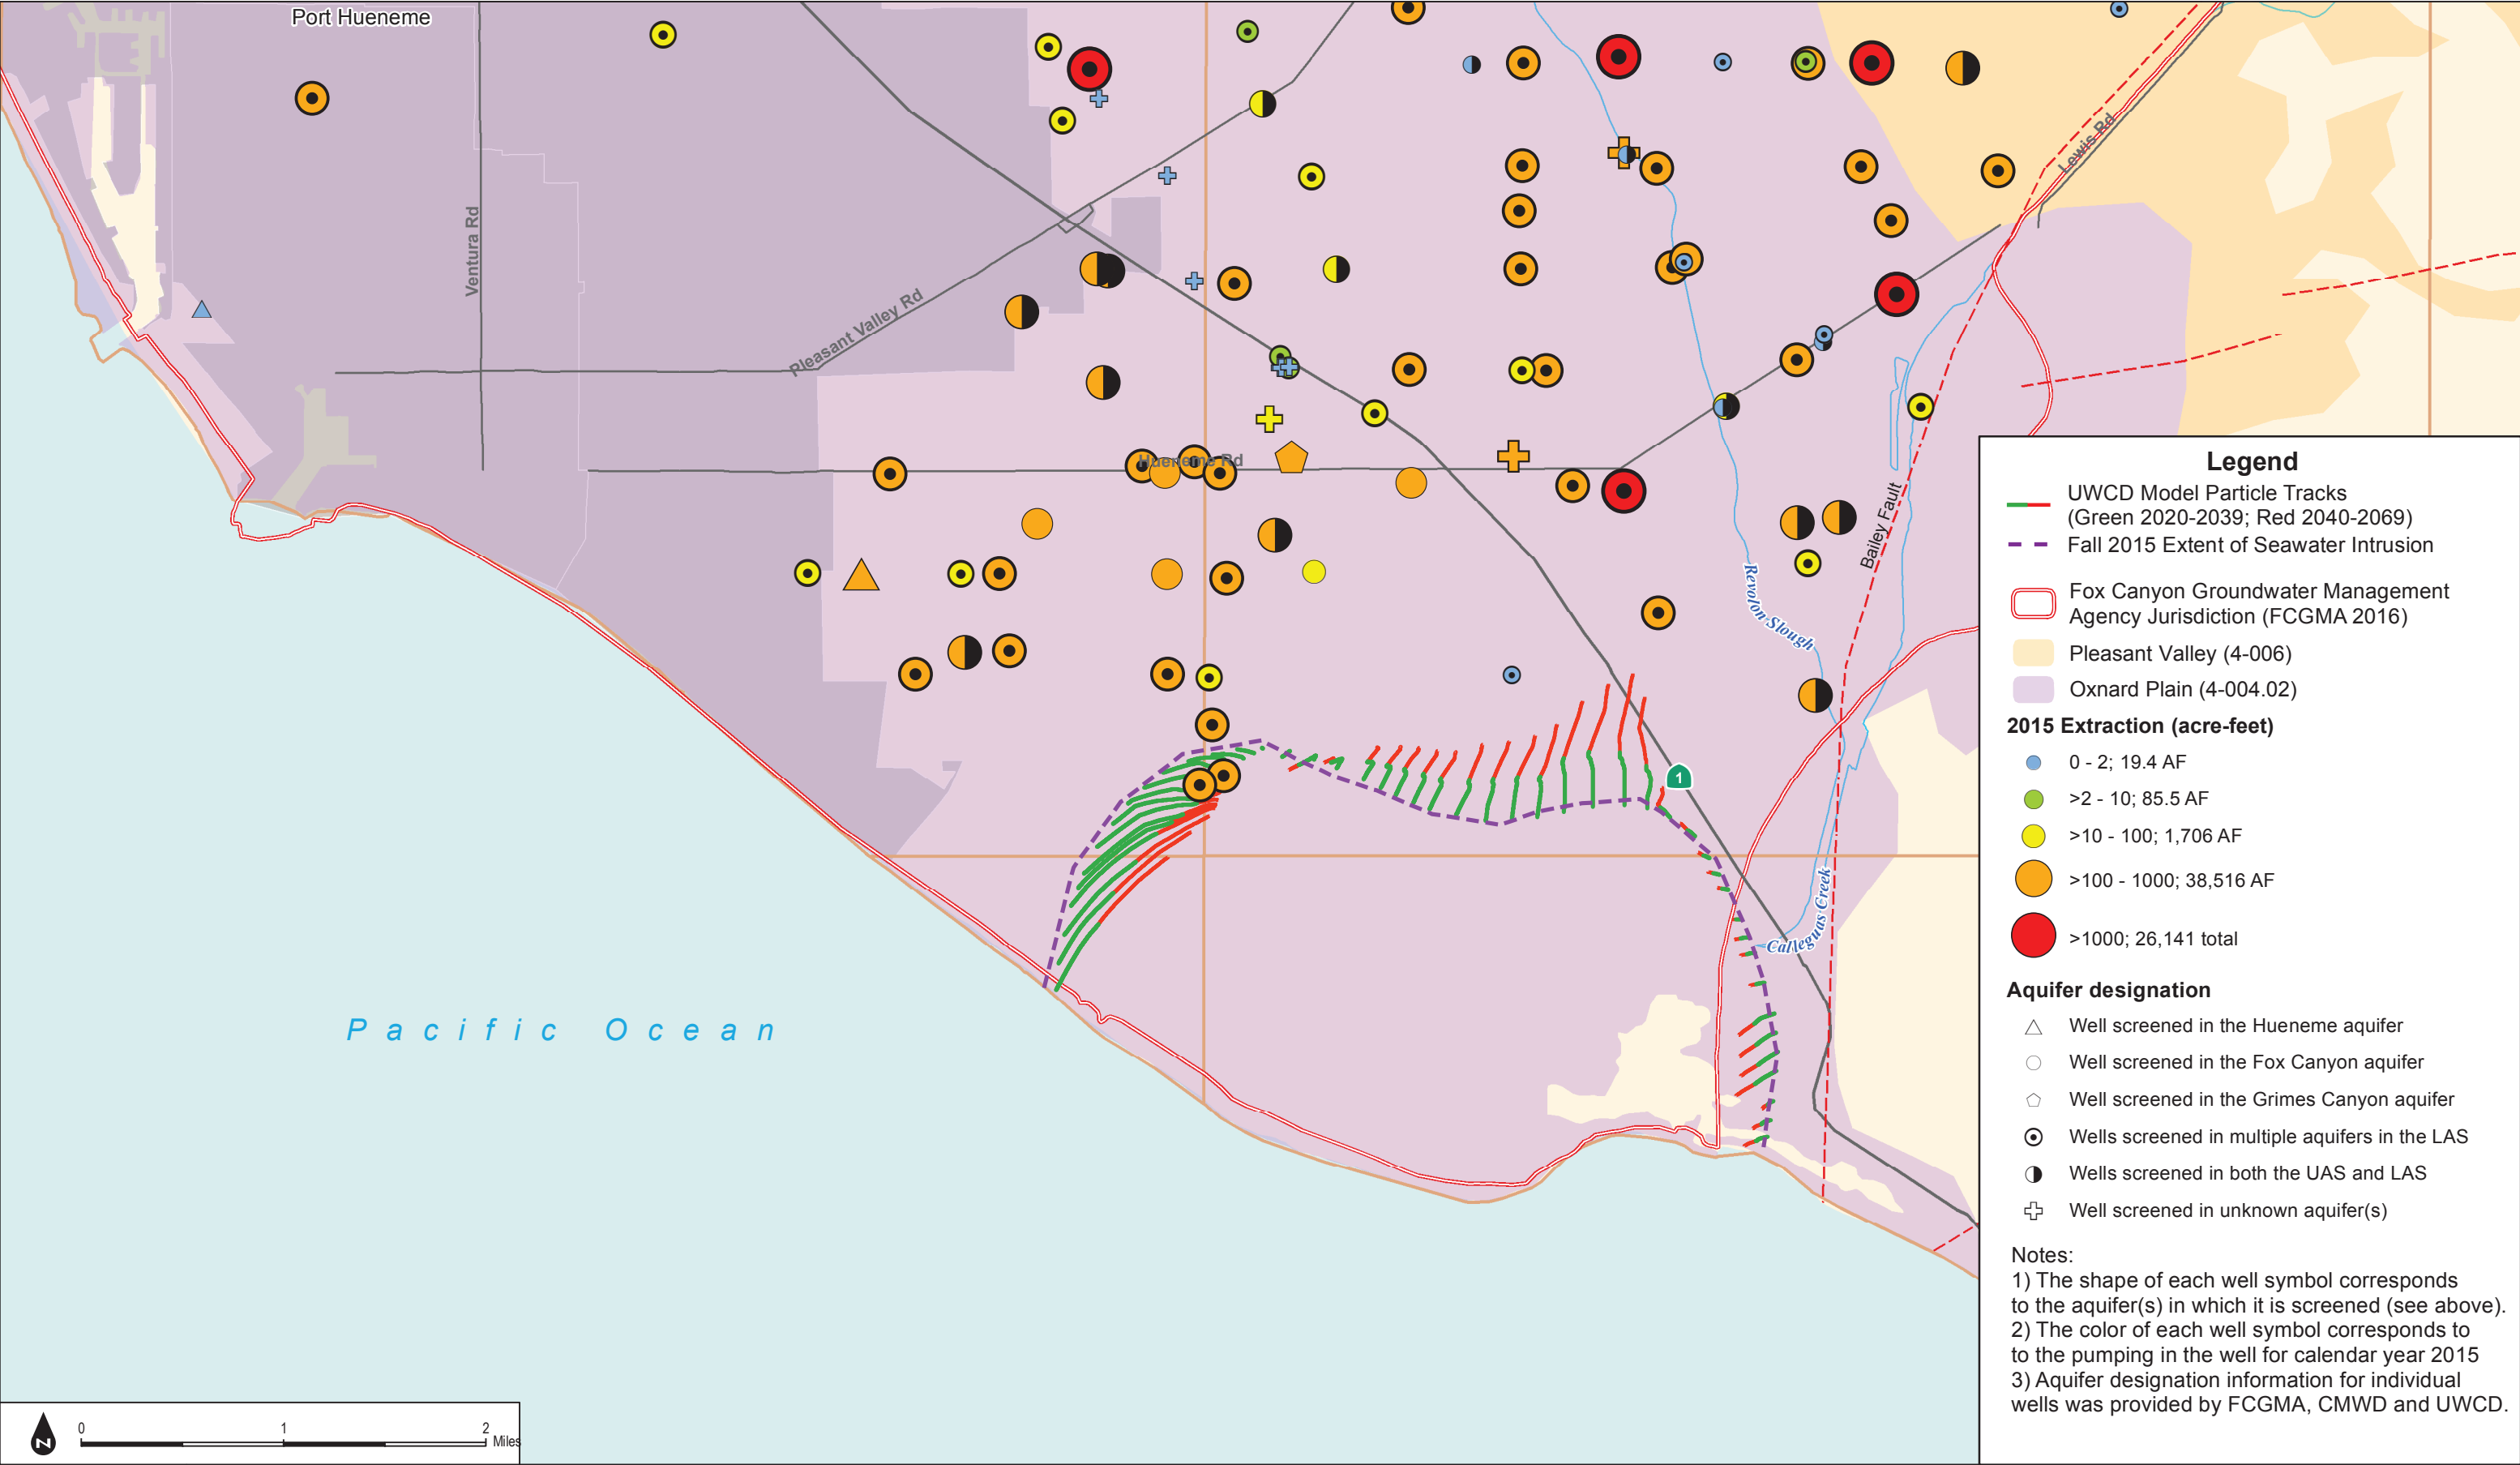 Port Hueneme
Ventura Rd
Pleasant Valley Rd
Lewis Rd
Hueneme Rd
Bailey Fault
Revolon Slough
1
Calleguas Creek
Pacific Ocean
N
0 1 2
Miles
Legend
UWCD Model Particle Tracks
(Green 2020-2039; Red 2040-2069)
Fall 2015 Extent of Seawater Intrusion
Fox Canyon Groundwater Management
Agency Jurisdiction (FCGMA 2016)
Pleasant Valley (4-006)
Oxnard Plain (4-004.02)
2015 Extraction (acre-feet)
0 - 2; 19.4 AF
>2 - 10; 85.5 AF
>10 - 100; 1,706 AF
>100 - 1000; 38,516 AF
>1000; 26,141 total
Aquifer designation
Well screened in the Hueneme aquifer
Well screened in the Fox Canyon aquifer
Well screened in the Grimes Canyon aquifer
Wells screened in multiple aquifers in the LAS
Wells screened in both the UAS and LAS
Well screened in unknown aquifer(s)
Notes:
1) The shape of each well symbol corresponds
to the aquifer(s) in which it is screened (see above).
2) The color of each well symbol corresponds to
to the pumping in the well for calendar year 2015
3) Aquifer designation information for individual
wells was provided by FCGMA, CMWD and UWCD.